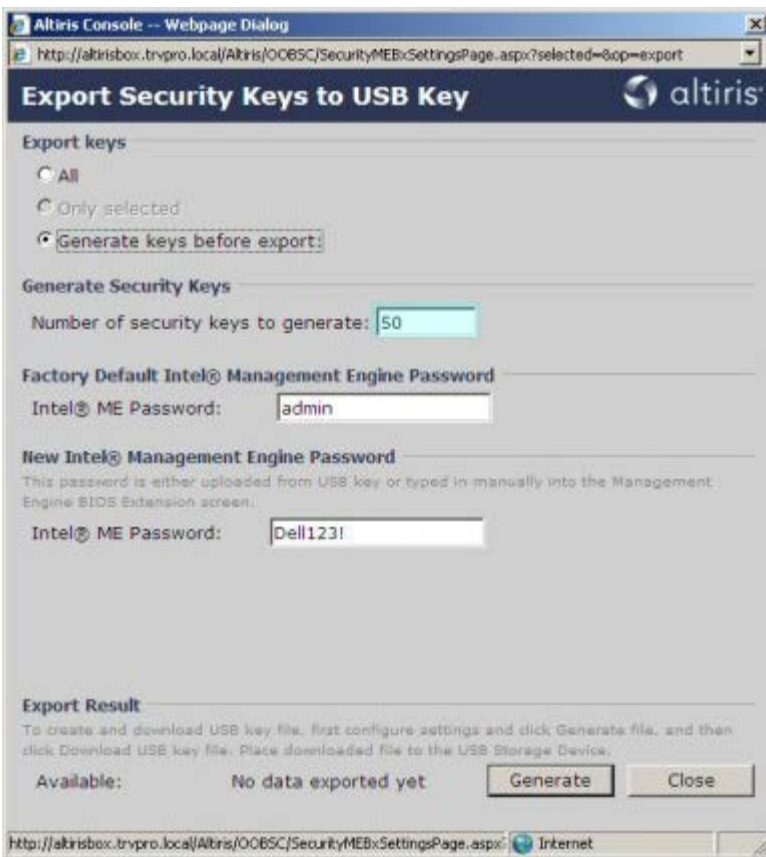 Altiris Console -- Webpage Dialog
http://altirisbox.trvpro.local/Altiris/OOBSC/SecurityMEBxSettingsPage.aspx?selected=&op=export
Export Security Keys to USB Key
altiris
Export keys
All
Only selected
Generate keys before export:
Generate Security Keys
Number of security keys to generate: 50
Factory Default Intel® Management Engine Password
Intel® ME Password: admin
New Intel® Management Engine Password
This password is either uploaded from USB key or typed in manually into the Management
Engine BIOS Extension screen.
Intel® ME Password: Dell123!
Export Result
To create and download USB key file, first configure settings and click Generate file, and then
click Download USB key file. Place downloaded file to the USB Storage Device.
Available: No data exported yet Generate Close
http://altirisbox.trvpro.local/Altiris/OOBSC/SecurityMEBxSettingsPage.aspx Internet